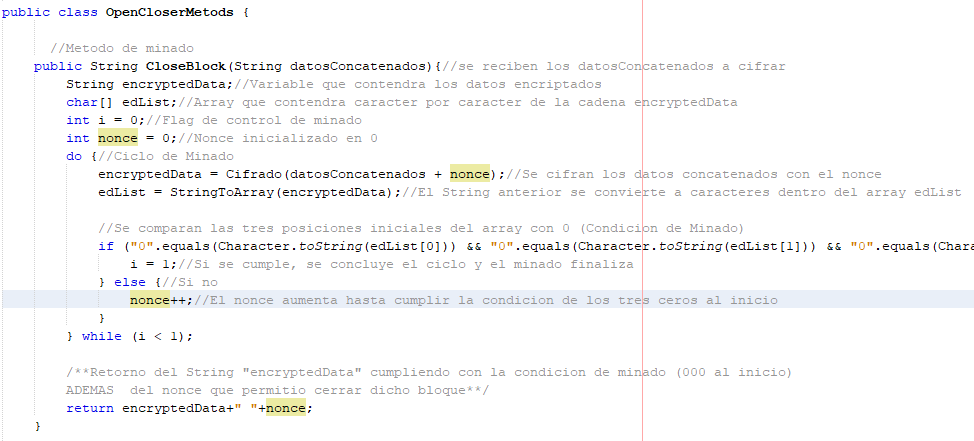 public class OpenCloserMetods {
//Metodo de minado
public String CloseBlock(String datosConcatenados){//se reciben los datosConcatenados a cifrar
String encryptedData;//Variable que contendra los datos encriptados
char[] edList;//Array que contendra caracter por caracter de la cadena encryptedData
int i = 0;//Flag de control de minado
int nonce = 0;//Nonce inicializado en 0
do {//Ciclo de Minado
encryptedData = Cifrado(datosConcatenados + nonce);//Se cifran los datos concatenados con el nonce
edList = StringToArray(encryptedData);//El String anterior se convierte a caracteres dentro del array edList
//Se comparan las tres posiciones iniciales del array con 0 (Condicion de Minado)
if ("0".equals(Character.toString(edList[0])) && "0".equals(Character.toString(edList[1])) && "0".equals(Chara
i = 1;//Si se cumple, se concluye el ciclo y el minado finaliza
} else {//Si no
nonce++;//El nonce aumenta hasta cumplir la condicion de los tres ceros al inicio
}
} while (i < 1);
/**Retorno del String "encryptedData" cumpliendo con la condicion de minado (000 al inicio)
ADEMAS  del nonce que permitio cerrar dicho bloque**/
return encryptedData+" "+nonce;
}